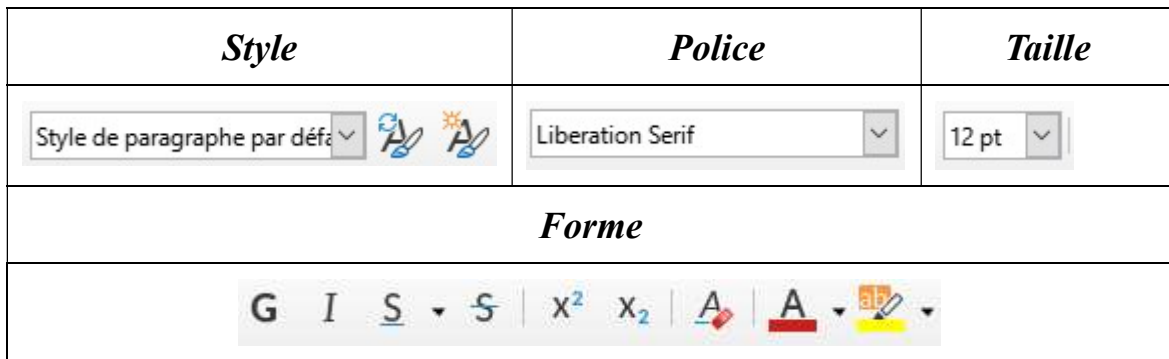 Style Police Taille
Style de paragraphe par défa Liberation Serif 12 pt
Forme
G I S S X² X₂ A A ab